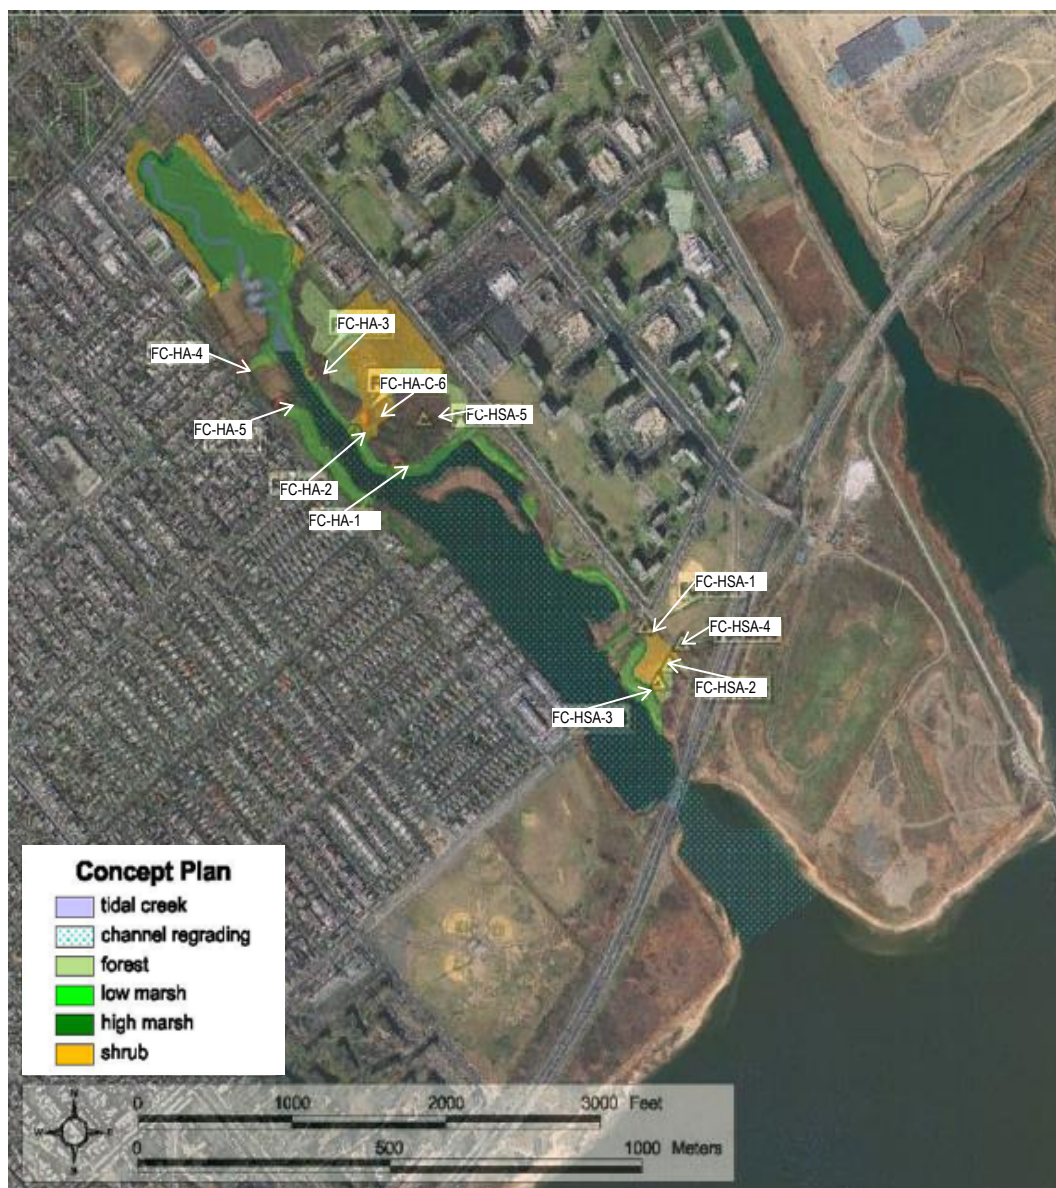 FC-HA-3
FC-HA-4
FC-HA-C-6
FC-HSA-5
FC-HA-5
FC-HA-2
FC-HA-1
FC-HSA-1
FC-HSA-4
FC-HSA-2
FC-HSA-3
Concept Plan
tidal creek
channel regrading
forest
low marsh
high marsh
shrub
N
W E
S
0 1000 2000 3000 Feet
0 500 1000 Meters